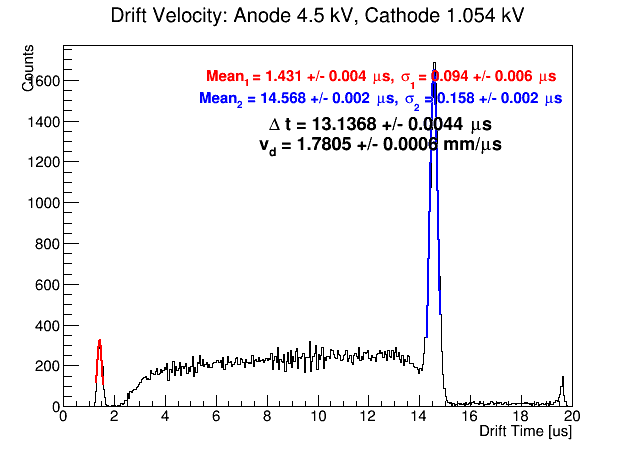 Drift Velocity: Anode 4.5 kV, Cathode 1.054 kV
Counts
Mean₁ = 1.431 +/- 0.004 μs, σ₁ = 0.094 +/- 0.006 μs
Mean₂ = 14.568 +/- 0.002 μs, σ₂ = 0.158 +/- 0.002 μs
Δ t = 13.1368 +/- 0.0044 μs
v_d = 1.7805 +/- 0.0006 mm/μs
1600
1400
1200
1000
800
600
400
200
0
0 2 4 6 8 10 12 14 16 18 20
Drift Time [us]